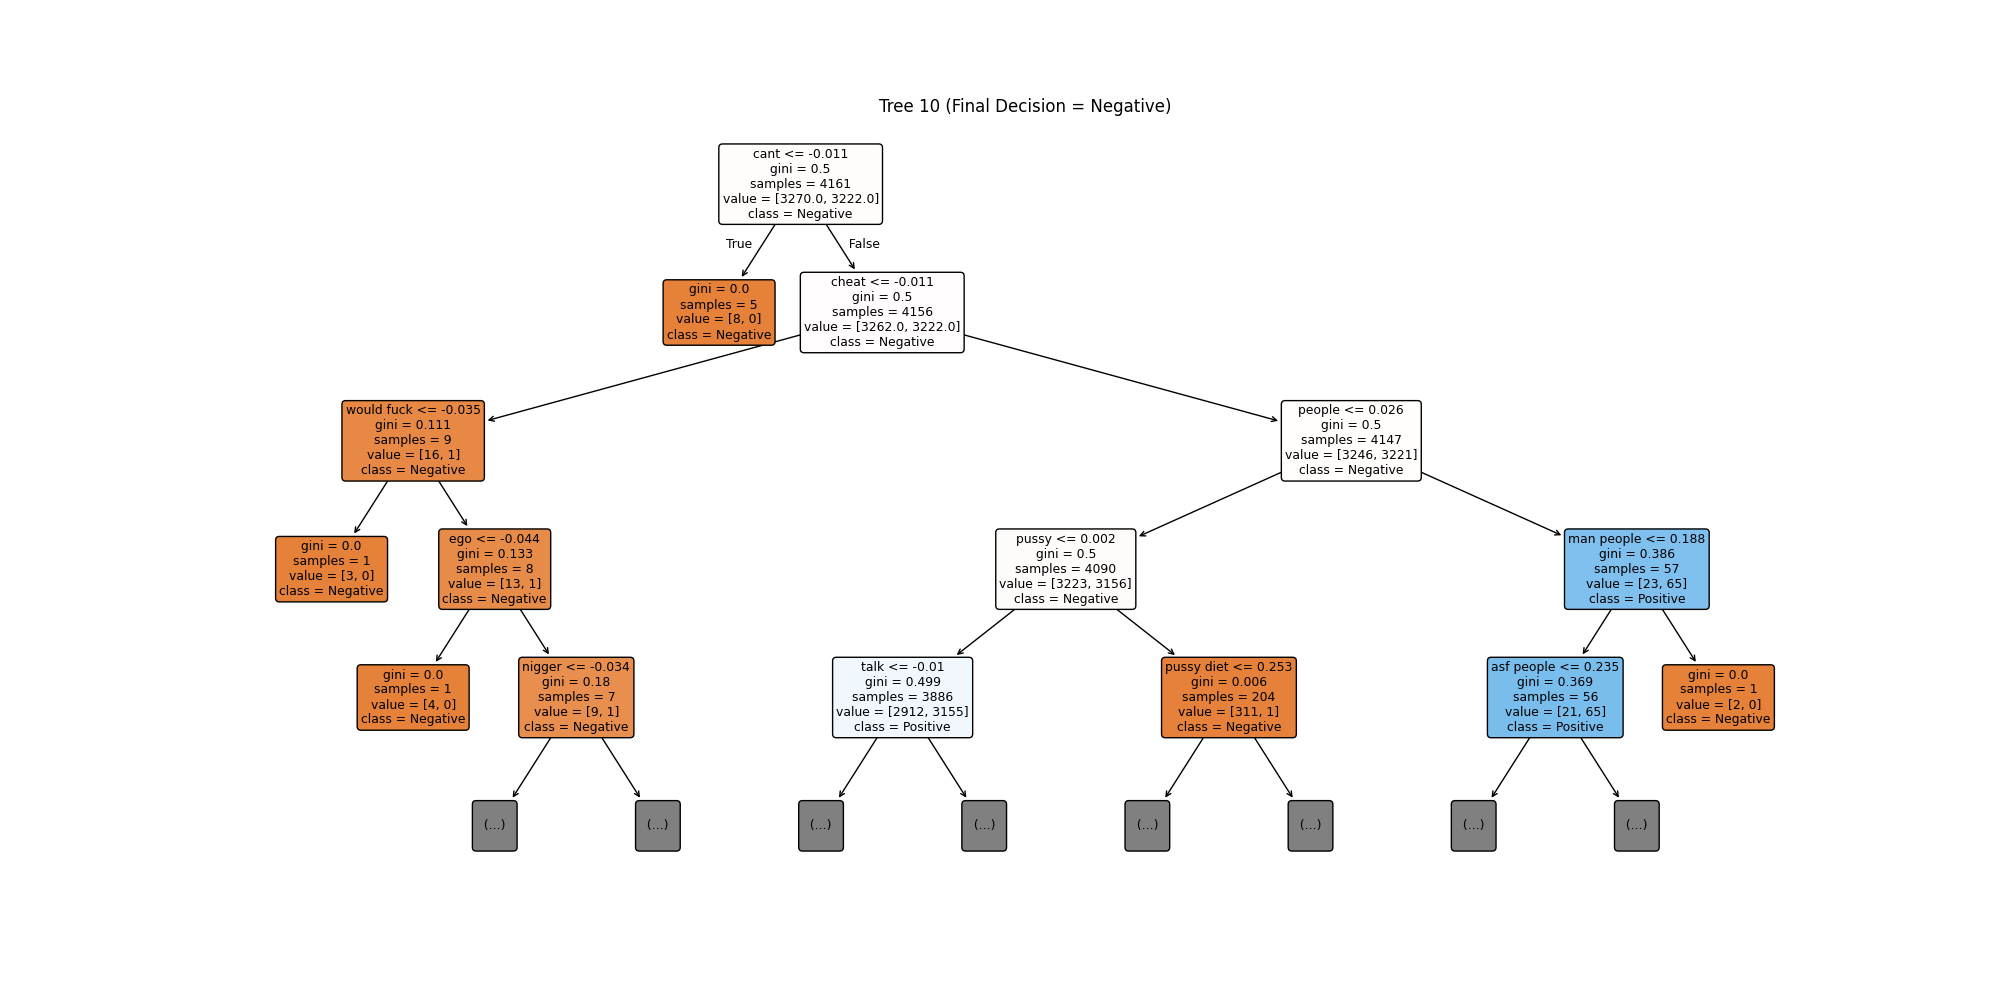 Tree 10 (Final Decision = Negative)
cant <= -0.011
gini = 0.5
samples = 4161
value = [3270.0, 3222.0]
class = Negative
True
False
gini = 0.0
samples = 5
value = [8, 0]
class = Negative
cheat <= -0.011
gini = 0.5
samples = 4156
value = [3262.0, 3222.0]
class = Negative
would fuck <= -0.035
gini = 0.111
samples = 9
value = [16, 1]
class = Negative
people <= 0.026
gini = 0.5
samples = 4147
value = [3246, 3221]
class = Negative
gini = 0.0
samples = 1
value = [3, 0]
class = Negative
ego <= -0.044
gini = 0.133
samples = 8
value = [13, 1]
class = Negative
pussy <= 0.002
gini = 0.5
samples = 4090
value = [3223, 3156]
class = Negative
man people <= 0.188
gini = 0.386
samples = 57
value = [23, 65]
class = Positive
gini = 0.0
samples = 1
value = [4, 0]
class = Negative
nigger <= -0.034
gini = 0.18
samples = 7
value = [9, 1]
class = Negative
talk <= -0.01
gini = 0.499
samples = 3886
value = [2912, 3155]
class = Positive
pussy diet <= 0.253
gini = 0.006
samples = 204
value = [311, 1]
class = Negative
asf people <= 0.235
gini = 0.369
samples = 56
value = [21, 65]
class = Positive
gini = 0.0
samples = 1
value = [2, 0]
class = Negative
(...)
(...)
(...)
(...)
(...)
(...)
(...)
(...)